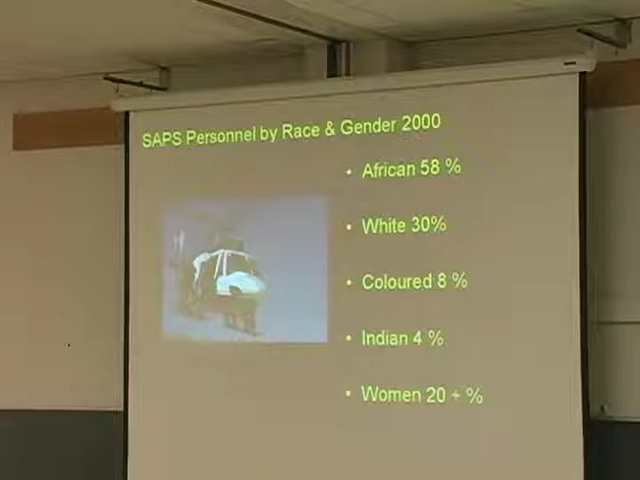 SAPS Personnel by Race & Gender 2000
• African 58 %
• White 30%
• Coloured 8 %
• Indian 4 %
• Women 20 + %